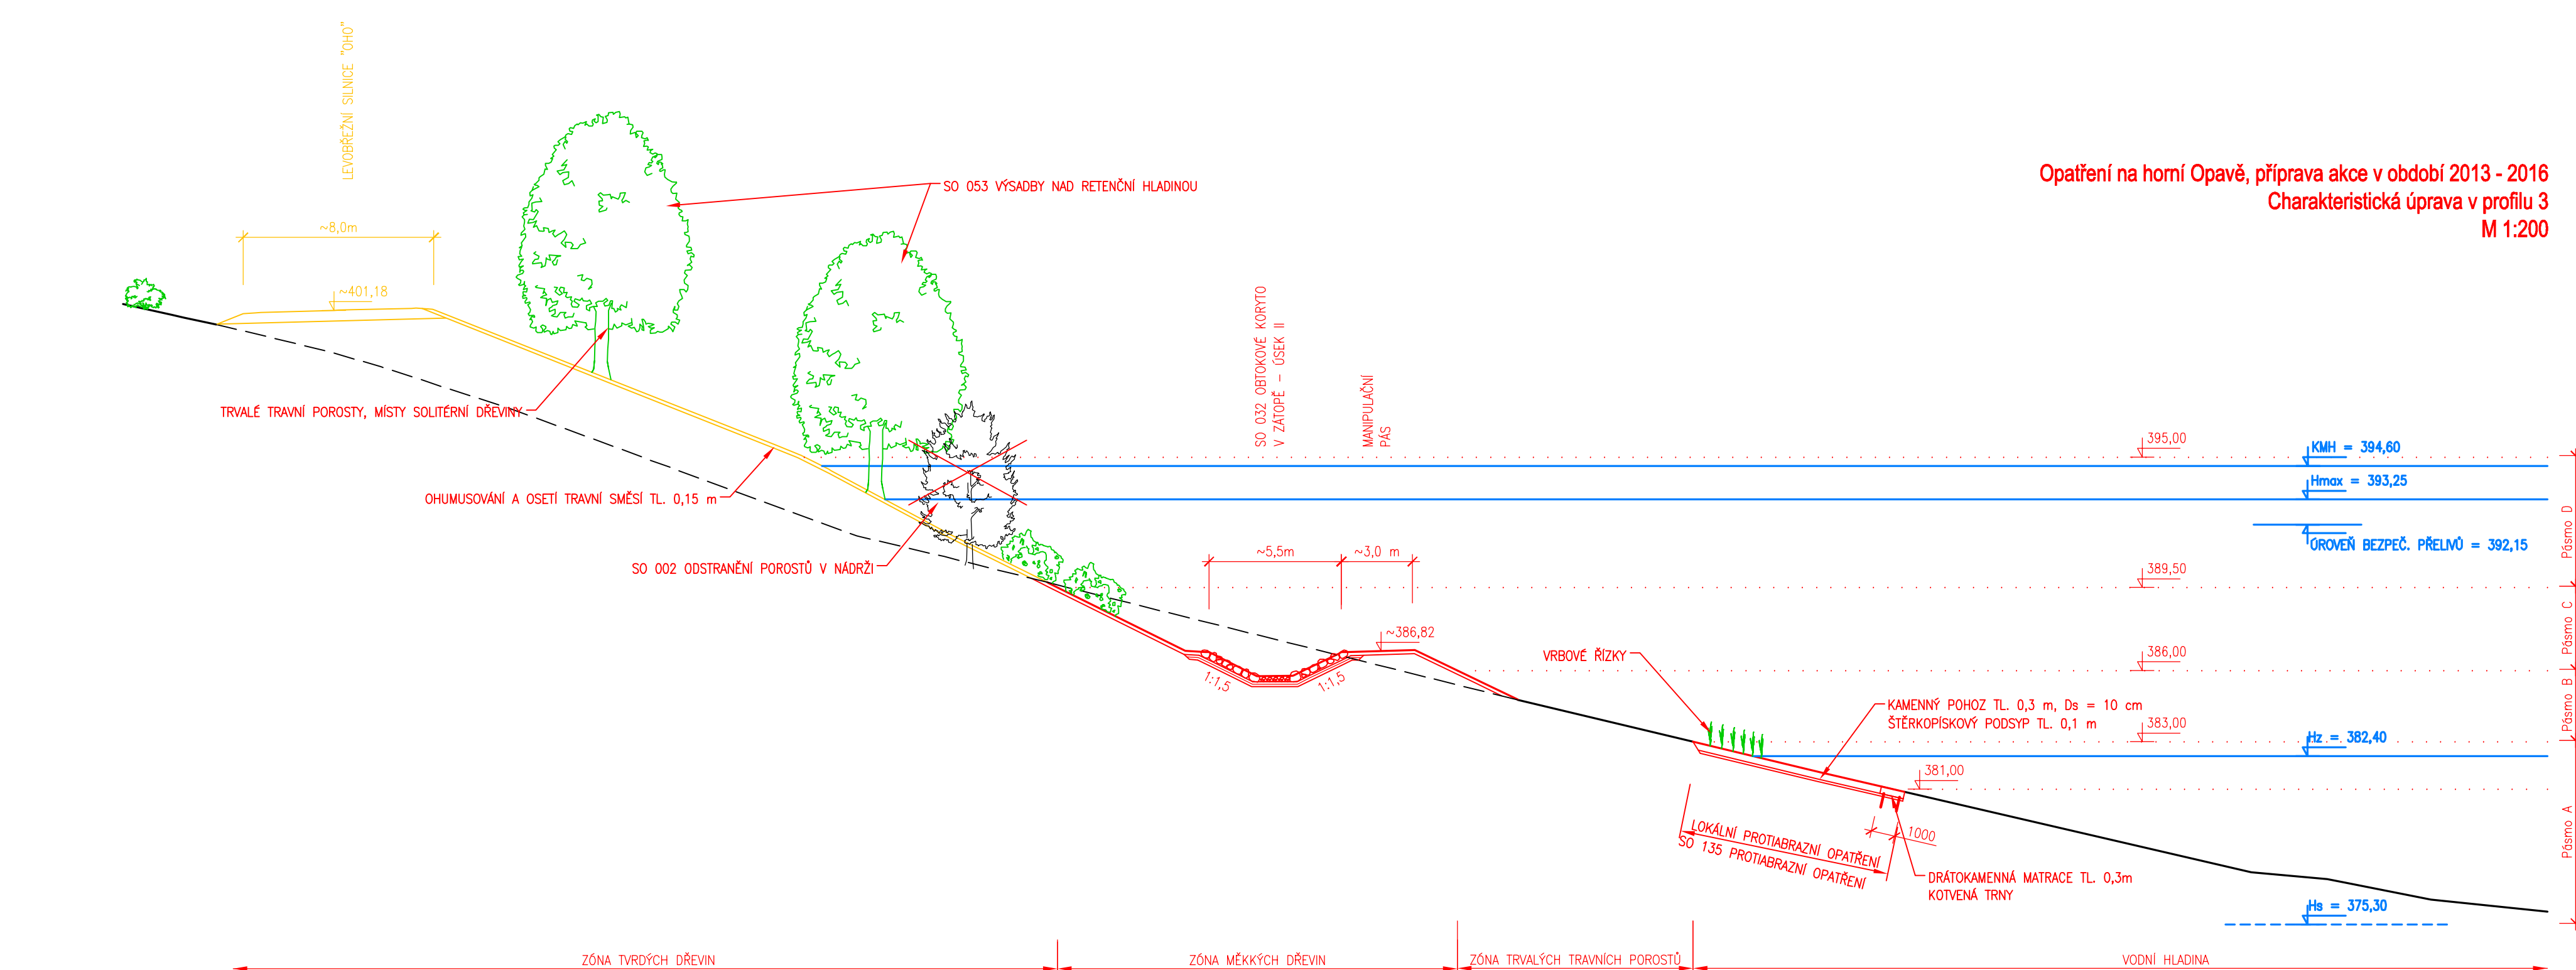 LEVOBŘEŽNÍ SILNICE "OHO"
~8,0m
~401,18
SO 053 VÝSADBY NAD RETENČNÍ HLADINOU
Opatření na horní Opavě, příprava akce v období 2013 - 2016
Charakteristická úprava v profilu 3
M 1:200
TRVALÉ TRAVNÍ POROSTY, MÍSTY SOLITÉRNÍ DŘEVINY
OHUMUSOVÁNÍ A OSETÍ TRAVNÍ SMĚSÍ TL. 0,15 m
SO 002 ODSTRANĚNÍ POROSTŮ V NÁDRŽI
SO 032 OBTOKOVÉ KORYTO
V ZÁTOPĚ – ÚSEK II
MANIPULAČNÍ
PÁS
~5,5m
~3,0 m
~386,82
1:1,5
1:1,5
395,00
KMH = 394,60
Hmax = 393,25
ÚROVEŇ BEZPEČ. PŘELIVŮ = 392,15
389,50
386,00
383,00
Hz = 382,40
381,00
Hs = 375,30
VRBOVÉ ŘÍZKY
KAMENNÝ POHOZ TL. 0,3 m, Ds = 10 cm
ŠTĚRKOPÍSKOVÝ PODSYP TL. 0,1 m
LOKÁLNÍ PROTIABRAZNÍ OPATŘENÍ
SO 135 PROTIABRAZNÍ OPATŘENÍ
1000
DRÁTOKAMENNÁ MATRACE TL. 0,3m
KOTVENÁ TRNY
Pásmo D
Pásmo C
Pásmo B
Pásmo A
ZÓNA TVRDÝCH DŘEVIN
ZÓNA MĚKKÝCH DŘEVIN
ZÓNA TRVALÝCH TRAVNÍCH POROSTŮ
VODNÍ HLADINA